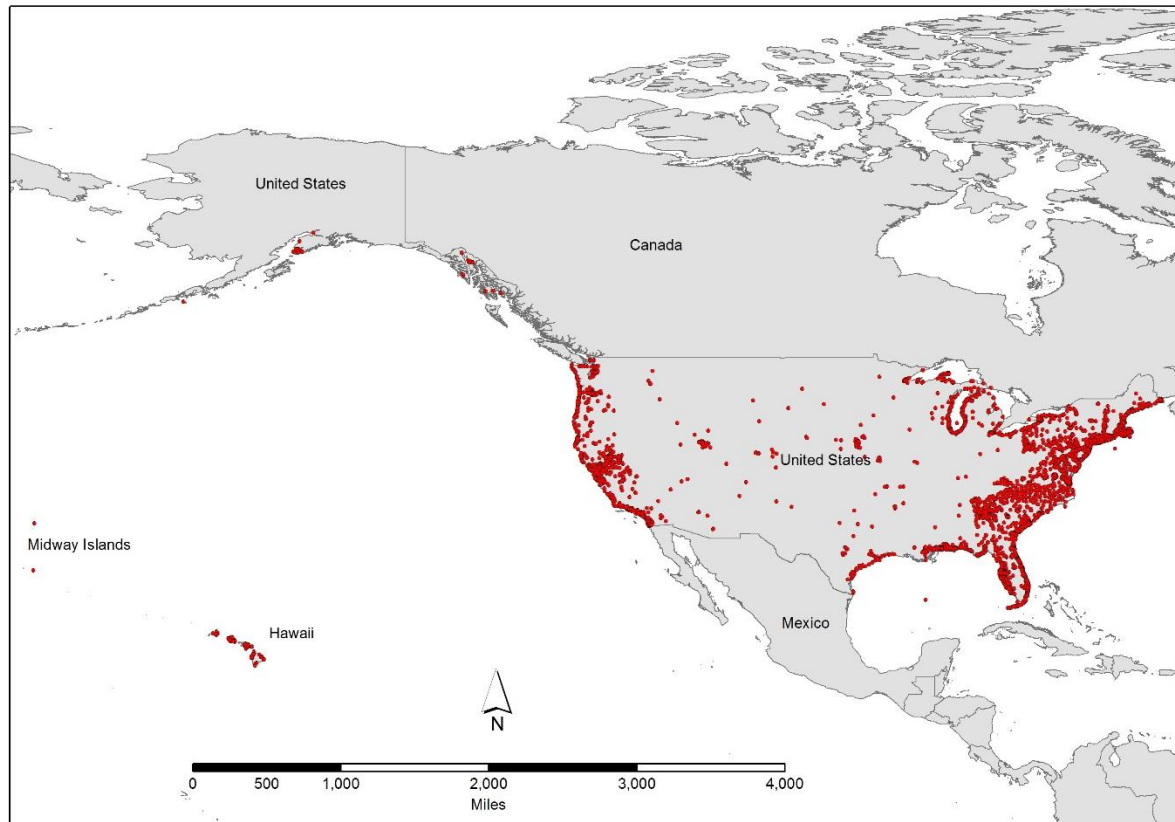 United States
Canada
United States
Midway Islands
Hawaii
Mexico
N
0 500 1,000 2,000 3,000 4,000
Miles